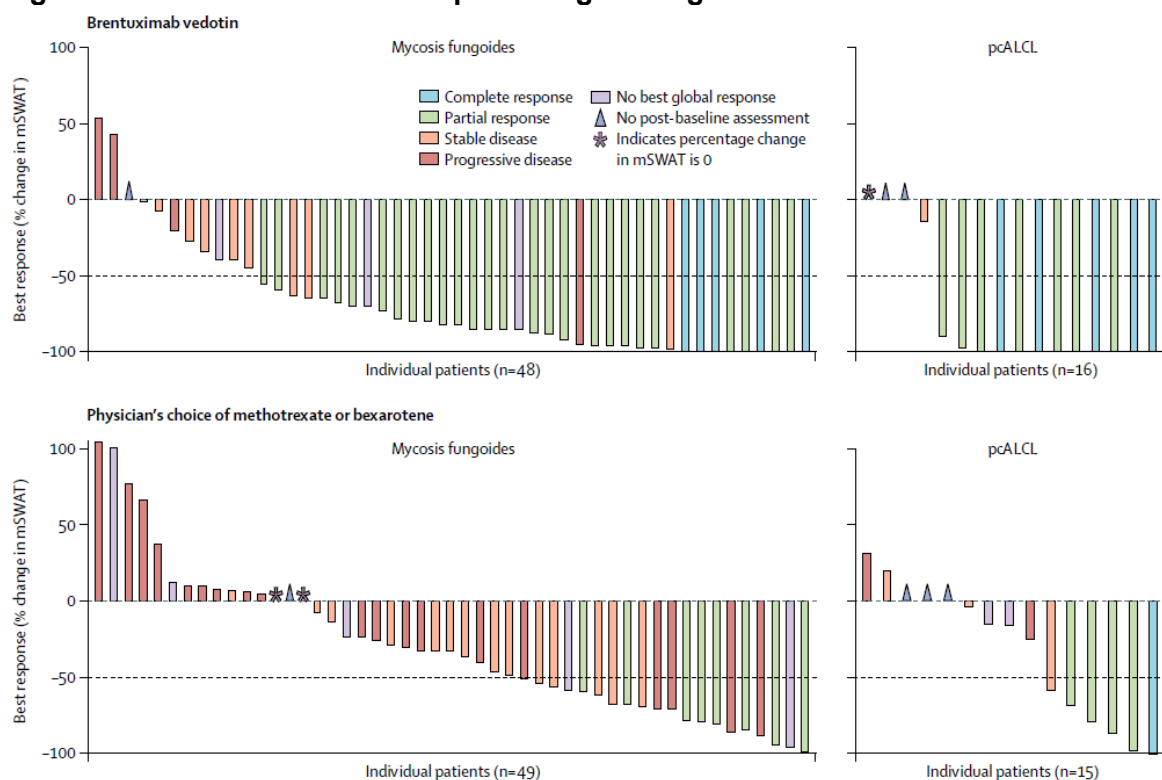 Brentuximab vedotin
Mycosis fungoides
pcALCL
Complete response
Partial response
Stable disease
Progressive disease
No best global response
No post-baseline assessment
Indicates percentage change
in mSWAT is 0
Best response (% change in mSWAT)
100
50
0
−50
−100
Individual patients (n=48)
Individual patients (n=16)
Physician's choice of methotrexate or bexarotene
Mycosis fungoides
pcALCL
Best response (% change in mSWAT)
100
50
0
−50
−100
Individual patients (n=49)
Individual patients (n=15)